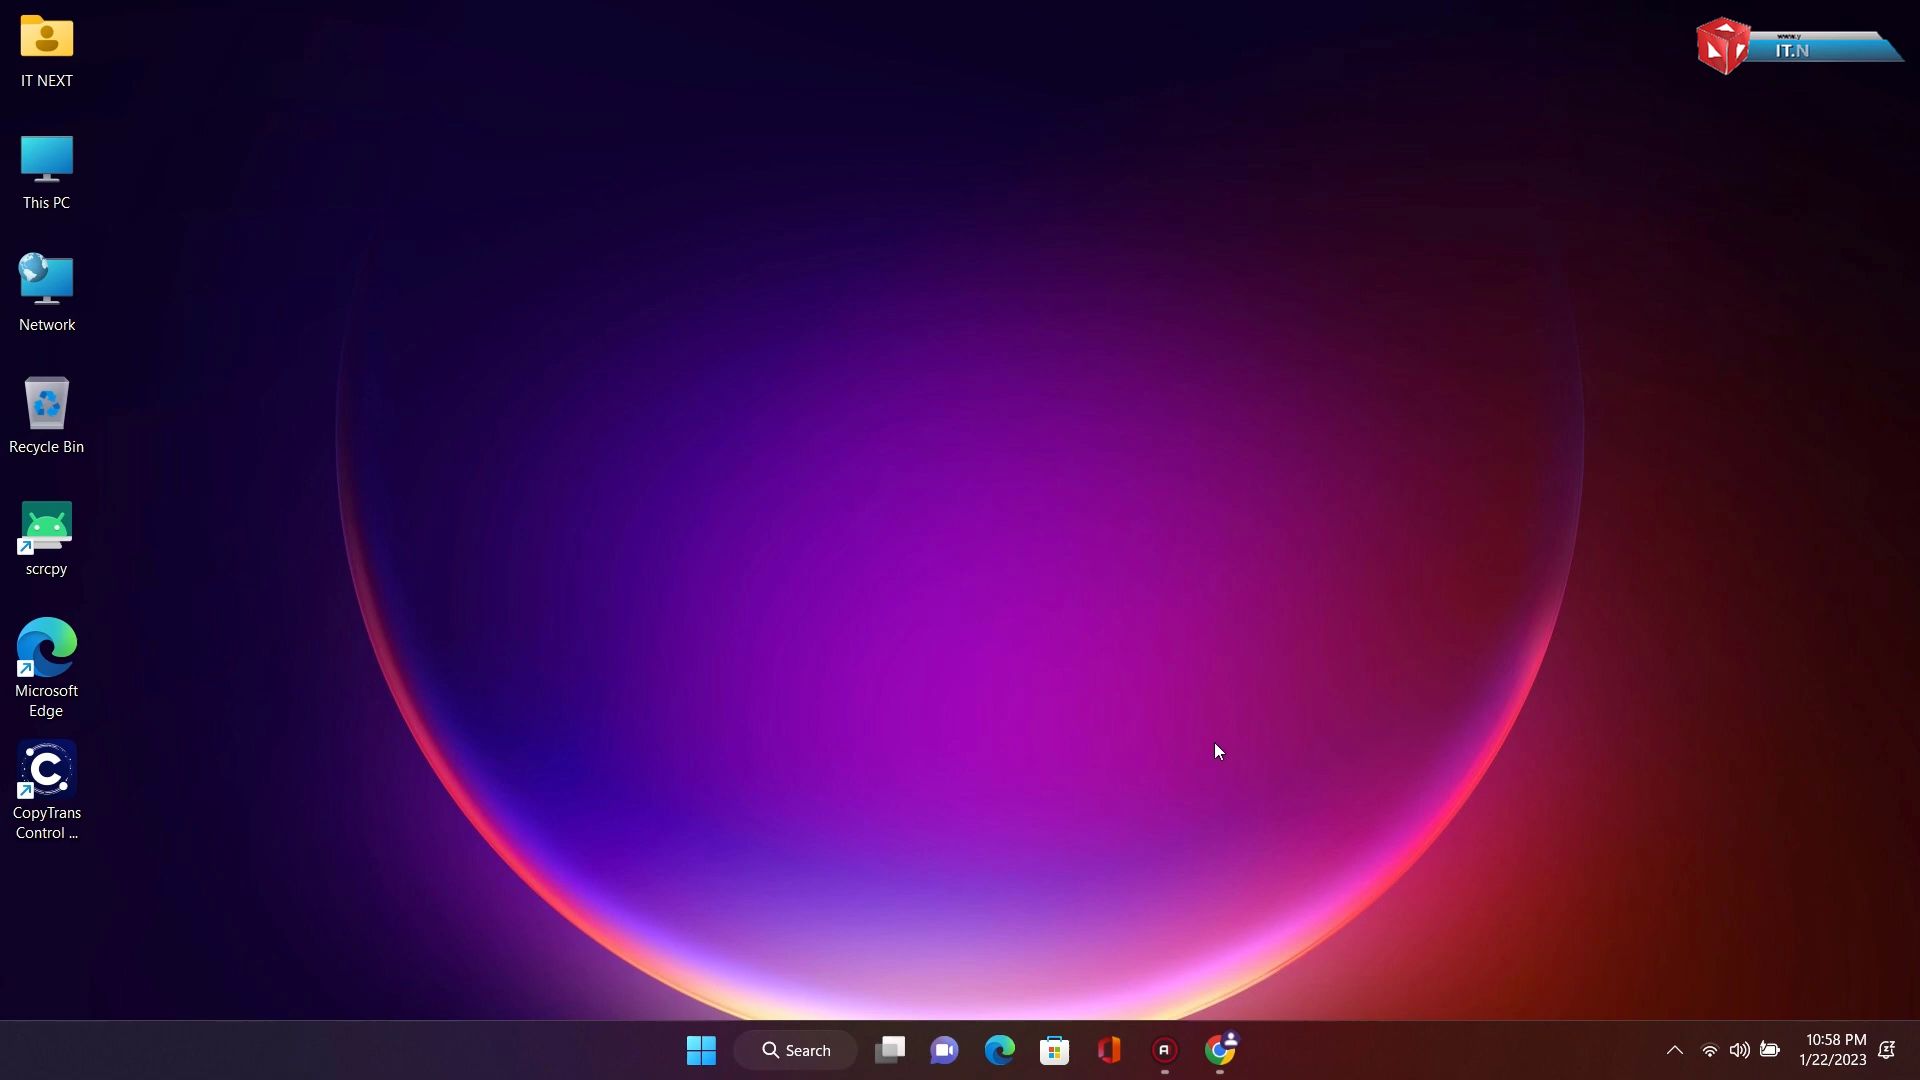 IT NEXT
www.y
IT.N
This PC
Network
Recycle Bin
scrcpy
Microsoft
Edge
CopyTrans
Control ...
Search
10:58 PM
1/22/2023